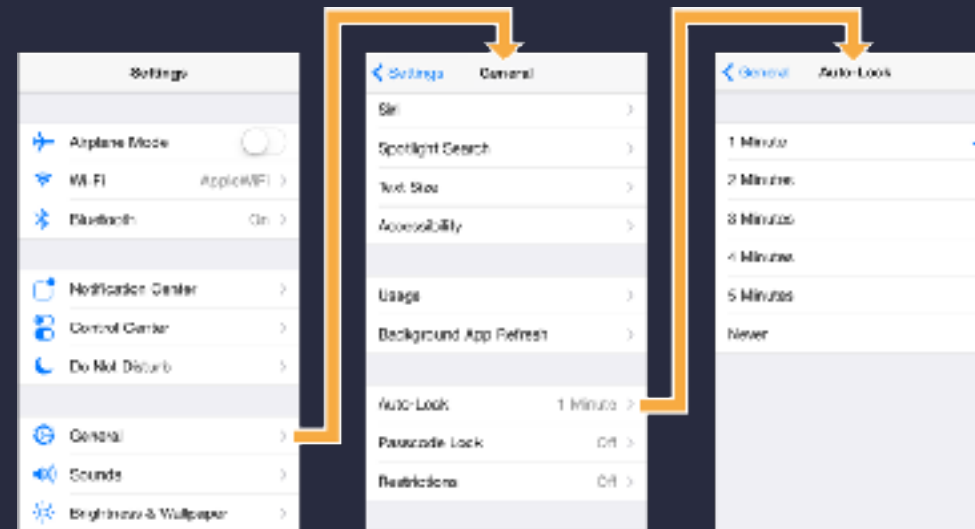 Settings
Airplane Mode
Wi-Fi AppleWiFi
Bluetooth On
Notification Center
Control Center
Do Not Disturb
General
Sounds
Brightness & Wallpaper
Settings General
Siri
Spotlight Search
Text Size
Accessibility
Usage
Background App Refresh
Auto-Lock 1 Minute
Passcode Lock Off
Restrictions Off
General Auto-Lock
1 Minute
2 Minutes
3 Minutes
4 Minutes
5 Minutes
Never